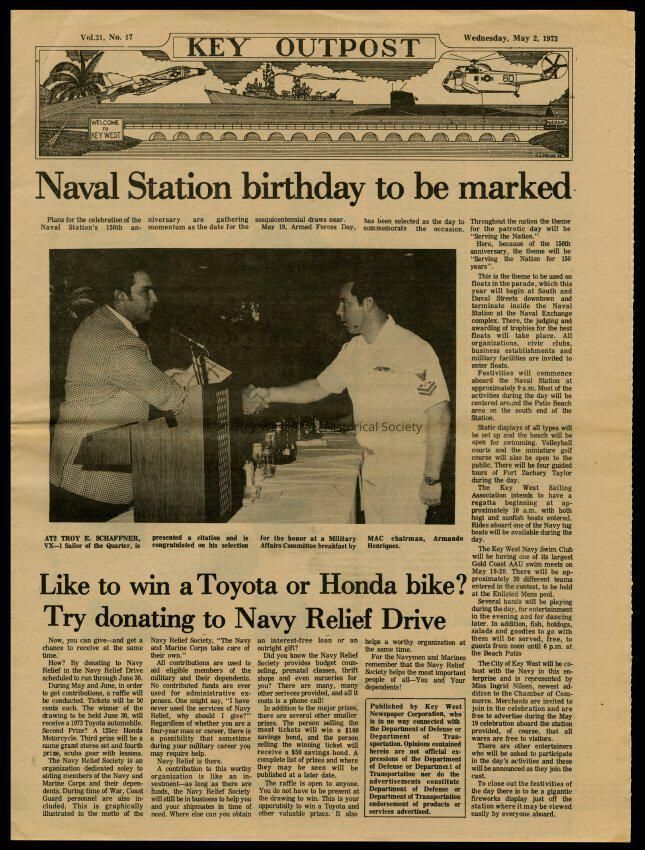 Vol.31, No. 17
KEY OUTPOST
Wednesday, May 2, 1973
WELCOME
TO
KEY WEST
60
Naval Station birthday to be marked
Plans for the celebration of the
Naval Station's 150th an-
niversary are gathering
momentum as the date for the
sesquicentennial draws near.
May 19, Armed Forces Day,
has been selected as the day to
commemorate the occasion.
Throughout the nation the theme
for the patrotic day will be
"Serving the Nation."
Here, because of the 150th
anniversary, the theme will be
"Serving the Nation for 150
years".
This is the theme to be used on
floats in the parade, which this
year will begin at South and
Duval Streets downtown and
terminate inside the Naval
Station at the Naval Exchange
complex. There, the judging and
awarding of trophies for the best
floats will take place. All
organizations, civic clubs,
business establishments and
military facilities are invited to
enter floats.
Festivities will commence
aboard the Naval Station at
approximately 9 a.m. Most of the
activities during the day will be
centered around the Patio Beach
area on the south end of the
Station.
Static displays of all types will
be set up and the beach will be
open for swimming. Volleyball
courts and the miniature golf
course will also be open to the
public. There will be four guided
tours of Fort Zachary Taylor
during the day.
The Key West Sailing
Association intends to have a
regatta beginning at ap-
proximately 10 a.m. with both
hogi and sunfish boats entered.
Rides aboard one of the Navy tug
boats will be available during the
day.
The Key West Navy Swim Club
will be having one of its largest
Gold Coast AAU swim meets on
May 19-20. There will be ap-
proximately 20 different teams
entered in the contest, to be held
at the Enlisted Mens pool.
Several bands will be playing
during the day, for entertainment
in the evening and for dancing
later. In addition, fish, hotdogs,
salads and goodies to go with
them will be served, free, to
guests from noon until 6 p.m. at
the Beach Patio
The City of Key West will be co-
host with the Navy in this en-
terprise and is represented by
Miss Ingrid Nilsen, newest ad-
dition to the Chamber of Com-
merce. Merchants are invited to
join in the celebration and are
free to advertise during the May
19 celebration aboard the station
provided, of course, that all
wares are free to visitors.
There are other entertainers
who will be asked to participate
in the day's activities and these
will be announced as they join the
cast.
To close out the festivities of
the day there is to be a gigantic
fireworks display just off the
station where it may be viewed
easily by everyone aboard.
Historical Society
AT2 TROY E. SCHAFFNER,
VX-1 Sailor of the Quarter, is
presented a citation and is
congratulated on his selection
for the honor at a Military
Affairs Committee breakfast by
MAC chairman, Armando
Henriquez.
Like to win a Toyota or Honda bike?
Try donating to Navy Relief Drive
Now, you can give—and get a
chance to receive at the same
time.
How? By donating to Navy
Relief in the Navy Relief Drive
scheduled to run through June 30.
During May and June, in order
to get contributions, a raffle will
be conducted. Tickets will be 50
cents each. The winner of the
drawing to be held June 30, will
receive a 1973 Toyota automobile.
Second Prize? A 125cc Honda
Motorcycle. Third prize will be a
name grand stereo set and fourth
prize, scuba gear with lessons.
The Navy Relief Society is an
organization dedicated soley to
aiding members of the Navy and
Marine Corps and their depen-
dents. During time of War, Coast
Guard personnel are also in-
cluded. This is graphically
illustrated in the motto of the
Navy Relief Society, "The Navy
and Marine Corps take care of
their own."
All contributions are used to
aid eligible members of the
military and their dependents.
No contributed funds are ever
used for administrative ex-
penses. One might say, "I have
never used the services of Navy
Relief, why should I give?"
Regardless of whether you are a
four-year man or career, there is
a possibility that sometime
during your military career you
may require help.
Navy Relief is there.
A contribution to this worthy
organization is like an in-
vestment—as long as there are
funds, the Navy Relief Society
will still be in business to help you
and your shipmates in time of
need. Where else can you obtain
an interest-free loan or an
outright gift?
Did you know the Navy Relief
Society provides budget coun-
seling, prenatal classes, thrift
shops and even nurseries for
you? There are many, many
other services provided, and all it
costs is a phone call!
In addition to the major prizes,
there are several other smaller
prizes. The person selling the
most tickets will win a $100
savings bond, and the person
selling the winning ticket will
receive a $50 savings bond. A
complete list of prizes and where
they may be seen will be
published at a later date.
The raffle is open to anyone.
You do not have to be present at
the drawing to win. This is your
opporunity to win a Toyota and
other valuable prizes. It also
helps a worthy organization at
the same time.
For the Navymen and Marines
remember that the Navy Relief
Society helps the most important
people of all—You and Your
dependents!
Published by Key West
Newspaper Corporation, who
is in no way connected with
the Department of Defense or
Department of Transpor-
tation. Opinions contained
herein are not official ex-
pressions of the Department
of Defense or Department of
Transportation nor do the
advertisements constitute
Department of Defense or
Department of Transportation
endorsement of products or
services advertised.